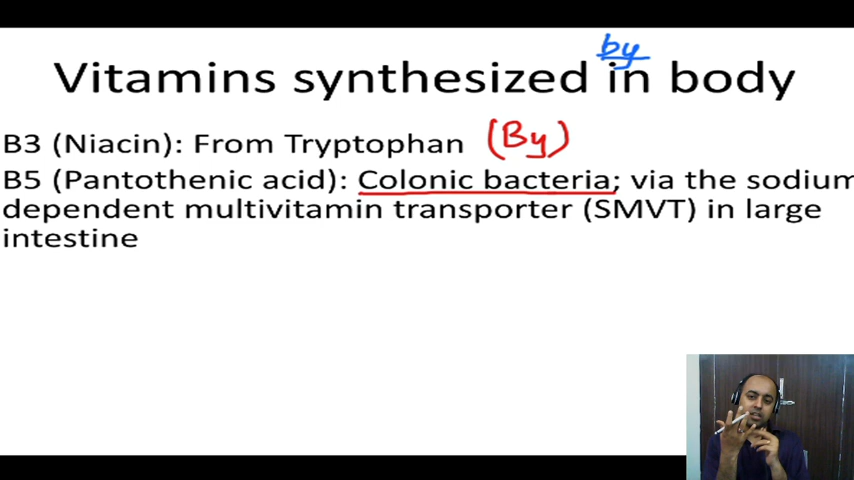 by
Vitamins synthesized in body
B3 (Niacin): From Tryptophan (By)
B5 (Pantothenic acid): Colonic bacteria; via the sodium
dependent multivitamin transporter (SMVT) in large
intestine